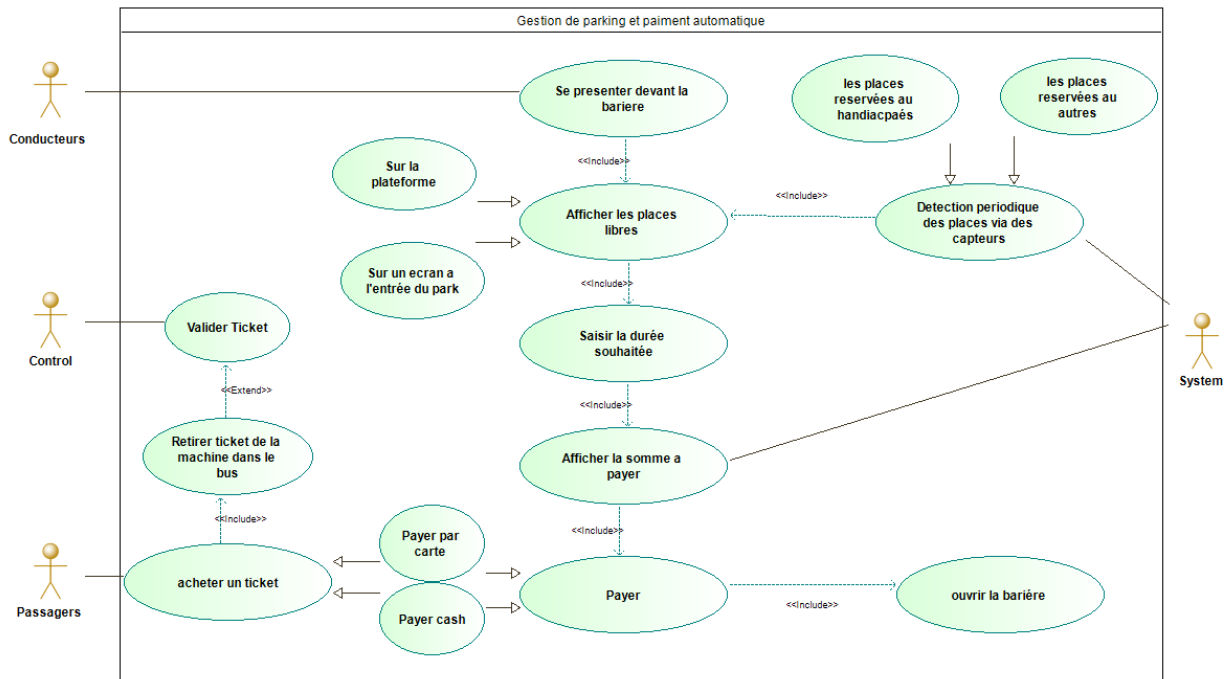 Gestion de parking et paiment automatique
Conducteurs
Se presenter devant la
bariere
les places
reservées au
handiacpaés
les places
reservées au
autres
<<Include>>
Sur la
plateforme
Afficher les places
libres
<<Include>>
Detection periodique
des places via des
capteurs
Sur un ecran a
l'entrée du park
<<Include>>
Control
Valider Ticket
Saisir la durée
souhaitée
System
<<Extend>>
<<Include>>
Retirer ticket de la
machine dans le
bus
Afficher la somme a
payer
<<Include>>
<<Include>>
Payer par
carte
Passagers
acheter un ticket
Payer cash
Payer
<<Include>>
ouvrir la bariére